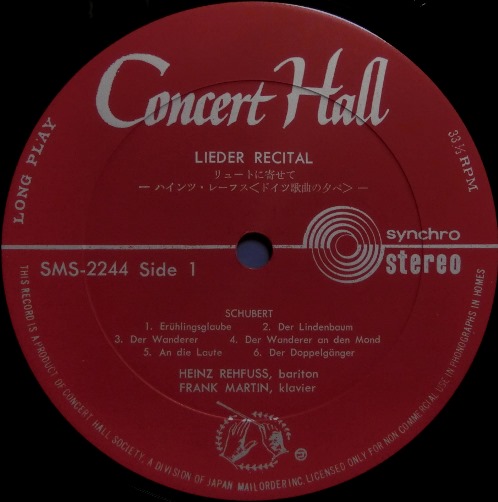 Concert Hall
LONG PLAY
33 1/3 RPM
LIEDER RECITAL
リュートに寄せて
― ハインツ・レーフス<ドイツ歌曲の夕べ> ―
synchro
stereo
SMS-2244 Side 1
SCHUBERT
1. Erühlingsglaube 2. Der Lindenbaum
3. Der Wanderer 4. Der Wanderer an den Mond
5. An die Laute 6. Der Doppelgänger
HEINZ REHFUSS, bariton
FRANK MARTIN, klavier
THIS RECORD IS A PRODUCT OF CONCERT HALL SOCIETY, A DIVISION OF JAPAN MAIL ORDER INC. LICENSED ONLY FOR NON COMMERCIAL USE IN PHONOGRAPHS IN HOMES